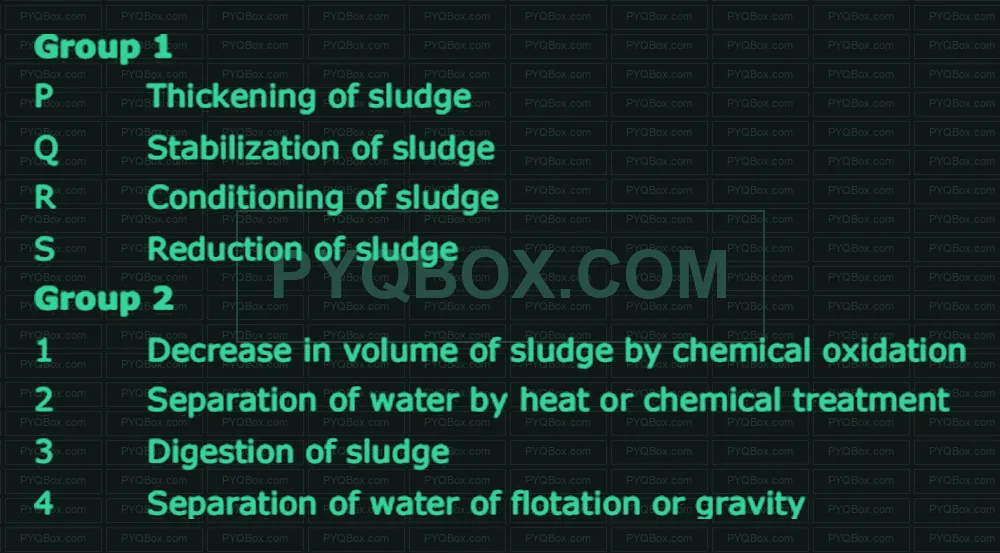 Group 1
P Thickening of sludge
Q Stabilization of sludge
R Conditioning of sludge
S Reduction of sludge
PYQBOX.COM
Group 2
1 Decrease in volume of sludge by chemical oxidation
2 Separation of water by heat or chemical treatment
3 Digestion of sludge
4 Separation of water of flotation or gravity